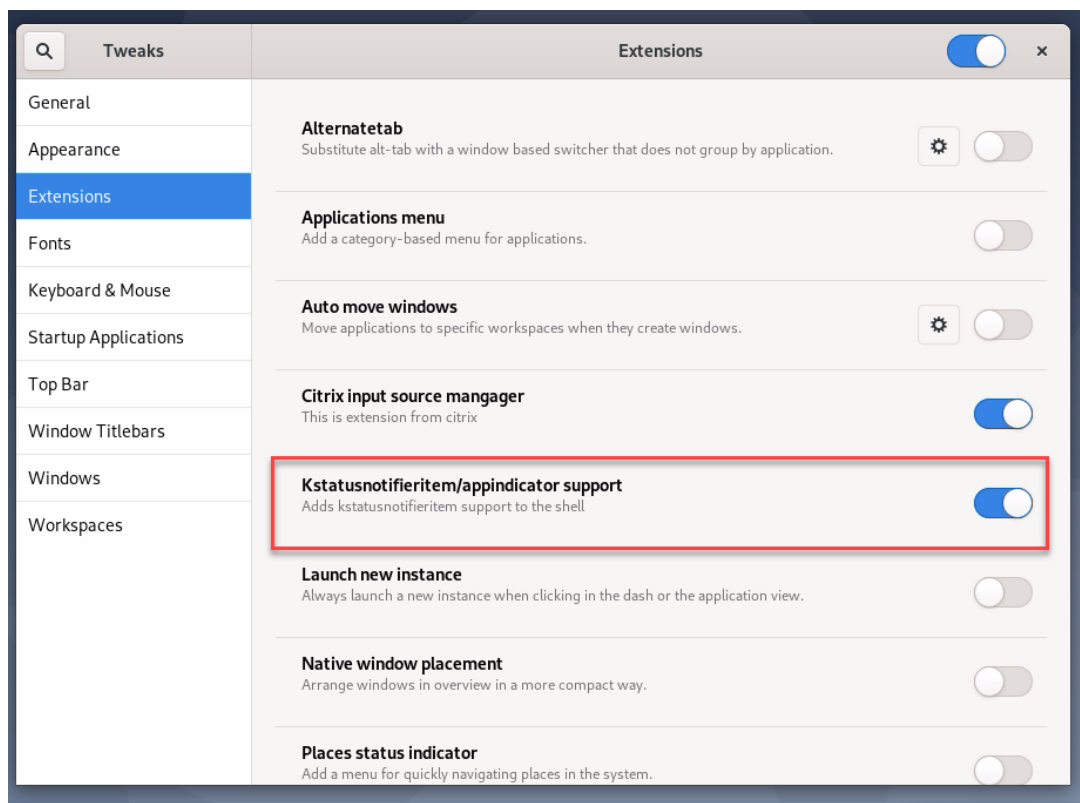 Tweaks
Extensions
General
Appearance
Extensions
Fonts
Keyboard & Mouse
Startup Applications
Top Bar
Window Titlebars
Windows
Workspaces
Alternatetab
Substitute alt-tab with a window based switcher that does not group by application.
Applications menu
Add a category-based menu for applications.
Auto move windows
Move applications to specific workspaces when they create windows.
Citrix input source mangager
This is extension from citrix
Kstatusnotifieritem/appindicator support
Adds kstatusnotifieritem support to the shell
Launch new instance
Always launch a new instance when clicking in the dash or the application view.
Native window placement
Arrange windows in overview in a more compact way.
Places status indicator
Add a menu for quickly navigating places in the system.